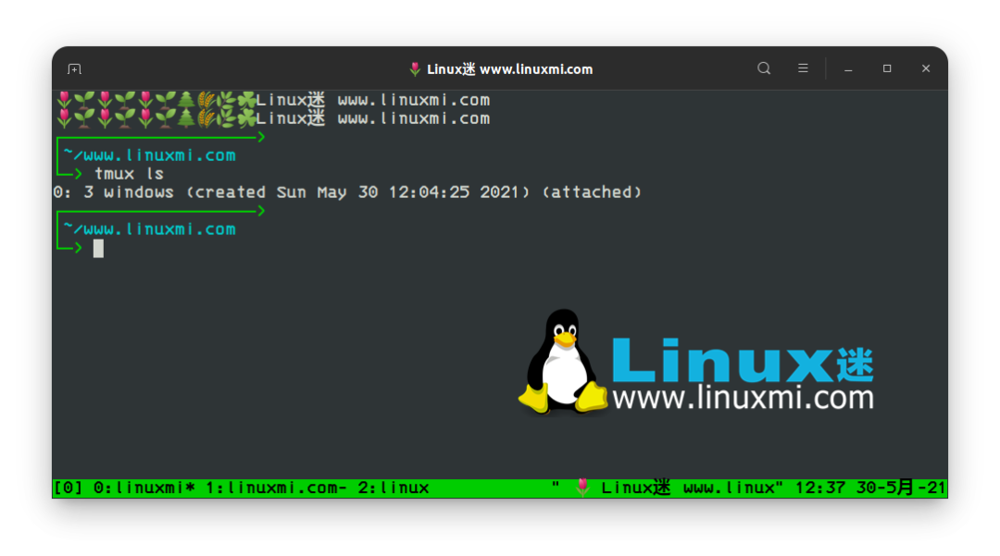 🌷 Linux迷 www.linuxmi.com
🌷🌱🌷🌱🌷🌱🌲🌾🌿☘Linux迷 www.linuxmi.com
🌷🌱🌷🌱🌷🌱🌲🌾🌿☘Linux迷 www.linuxmi.com
~/www.linuxmi.com
> tmux ls
0: 3 windows (created Sun May 30 12:04:25 2021) (attached)
~/www.linuxmi.com
>
Linux迷
www.linuxmi.com
[0] 0:linuxmi* 1:linuxmi.com- 2:linux " 🌷 Linux迷 www.linux" 12:37 30-5月-21